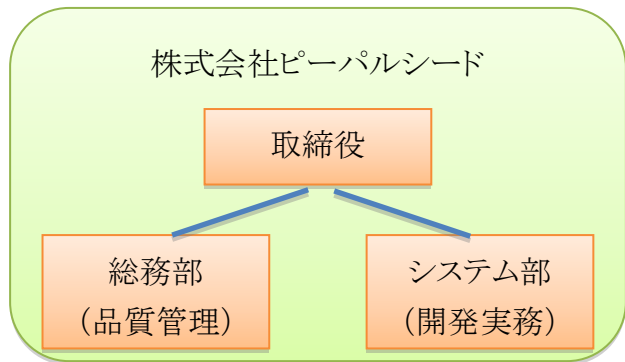 株式会社ピーパルシード
取締役
総務部
（品質管理）
システム部
（開発実務）